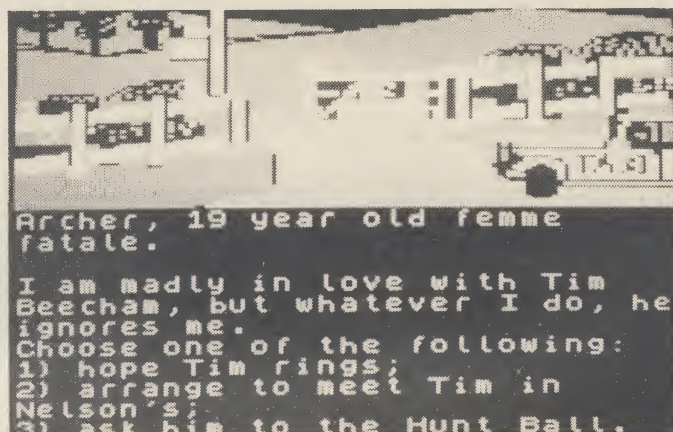 Archer, 19 year old femme
fatale.
I am madly in love with Tim
Beecham, but whatever I do, he
ignores me.
Choose one of the following:
1) hope Tim rings;
2) arrange to meet Tim in
Nelson's;
3) ask him to the Hunt Ball.